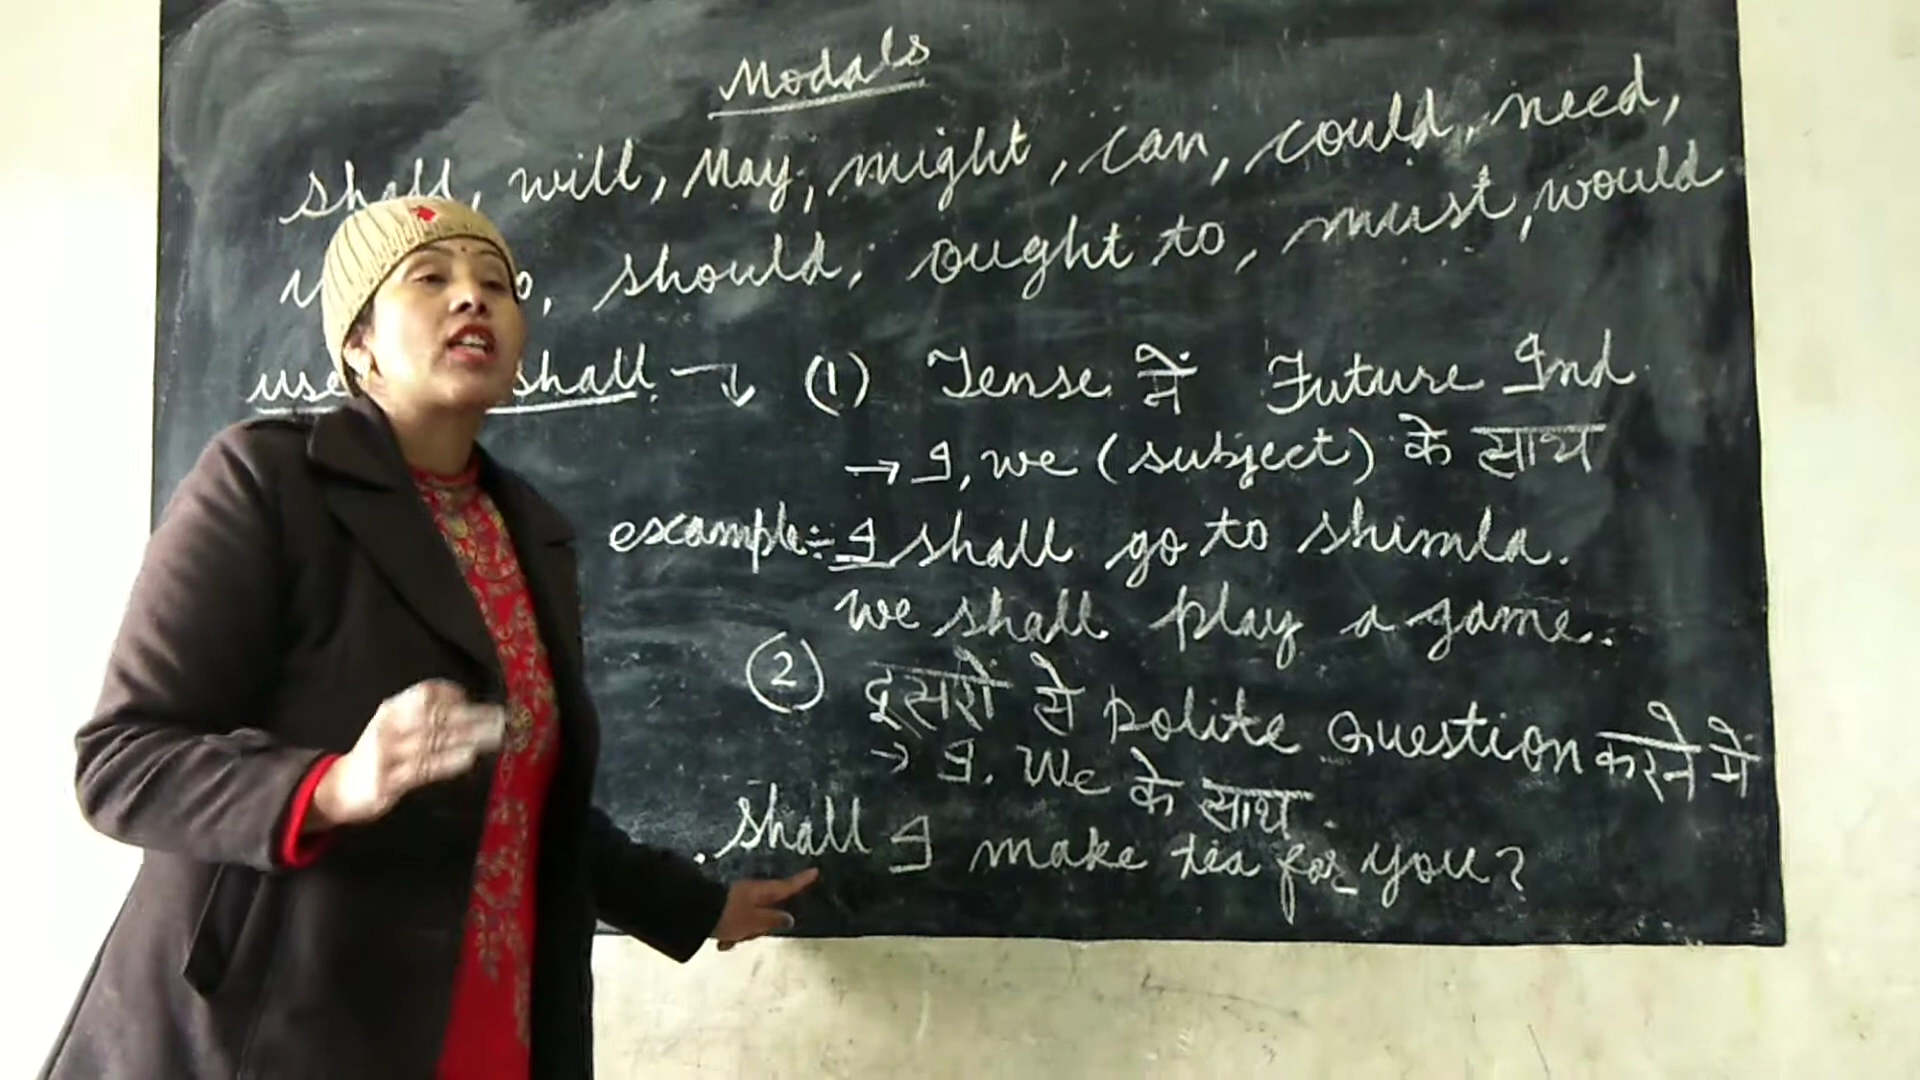 Modals
shall, will, May, might, can, could, need,
should, ought to, must, would
use shall. → (1) Tense में Future Ind
→ I, we (subject) के साथ
example:- I shall go to shimla.
we shall play a game.
(2) दूसरों से polite Question करने में
→ I. We के साथ.
. shall I make tea for you?